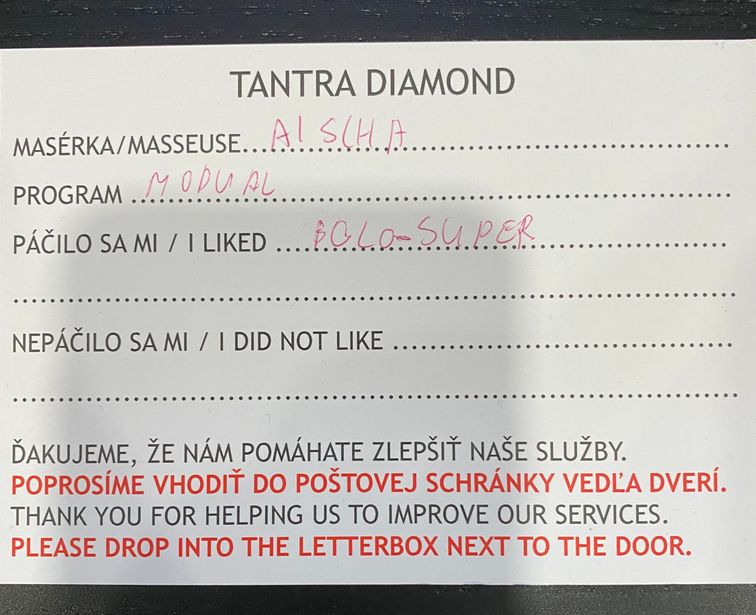 TANTRA DIAMOND
MASÉRKA/MASSEUSE...AISCHA...
PROGRAM ...MODUAL...
PÁČILO SA MI / I LIKED ...BOLO-SUPER...
NEPÁČILO SA MI / I DID NOT LIKE ...
ĎAKUJEME, ŽE NÁM POMÁHATE ZLEPŠIŤ NAŠE SLUŽBY.
POPROSÍME VHODIŤ DO POŠTOVEJ SCHRÁNKY VEDĽA DVERÍ.
THANK YOU FOR HELPING US TO IMPROVE OUR SERVICES.
PLEASE DROP INTO THE LETTERBOX NEXT TO THE DOOR.